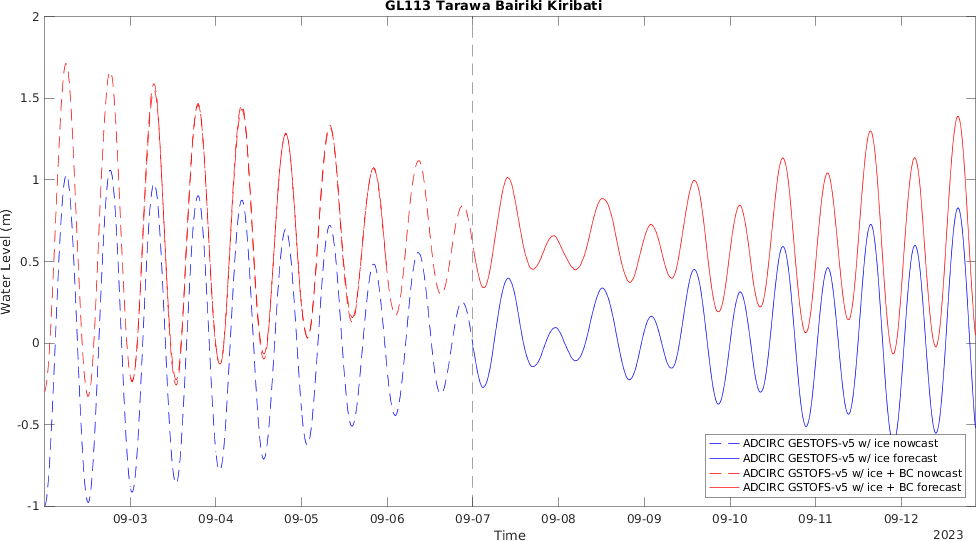 GL113 Tarawa Bairiki Kiribati
2
1.5
1
0.5
0
-0.5
-1
Water Level (m)
09-03 09-04 09-05 09-06 09-07 09-08 09-09 09-10 09-11 09-12
Time
2023
ADCIRC GESTOFS-v5 w/ ice nowcast
ADCIRC GESTOFS-v5 w/ ice forecast
ADCIRC GSTOFS-v5 w/ ice + BC nowcast
ADCIRC GSTOFS-v5 w/ ice + BC forecast